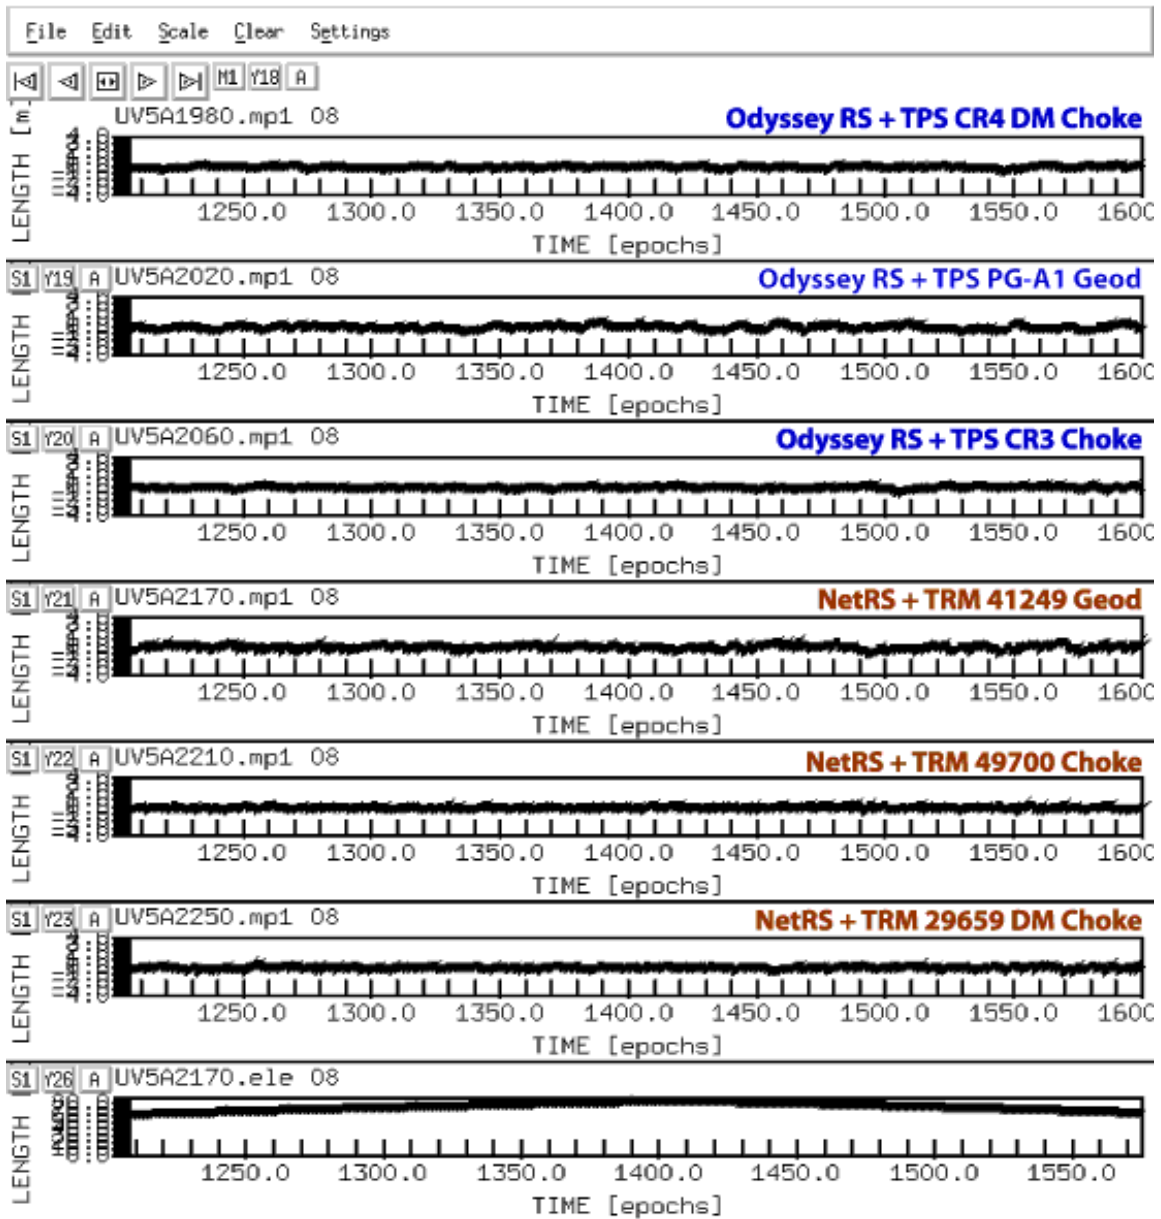 File Edit Scale Clear Settings
M1 Y18 A
UV5A1980.mp1 08 Odyssey RS + TPS CR4 DM Choke
LENGTH [m]
1250.0 1300.0 1350.0 1400.0 1450.0 1500.0 1550.0 1600
TIME [epochs]
S1 Y19 A UV5A2020.mp1 08 Odyssey RS + TPS PG-A1 Geod
LENGTH
1250.0 1300.0 1350.0 1400.0 1450.0 1500.0 1550.0 1600
TIME [epochs]
S1 Y20 A UV5A2060.mp1 08 Odyssey RS + TPS CR3 Choke
LENGTH
1250.0 1300.0 1350.0 1400.0 1450.0 1500.0 1550.0 1600
TIME [epochs]
S1 Y21 A UV5A2170.mp1 08 NetRS + TRM 41249 Geod
LENGTH
1250.0 1300.0 1350.0 1400.0 1450.0 1500.0 1550.0 1600
TIME [epochs]
S1 Y22 A UV5A2210.mp1 08 NetRS + TRM 49700 Choke
LENGTH
1250.0 1300.0 1350.0 1400.0 1450.0 1500.0 1550.0 1600
TIME [epochs]
S1 Y23 A UV5A2250.mp1 08 NetRS + TRM 29659 DM Choke
LENGTH
1250.0 1300.0 1350.0 1400.0 1450.0 1500.0 1550.0 1600
TIME [epochs]
S1 Y26 A UV5A2170.ele 08
LENGTH
1250.0 1300.0 1350.0 1400.0 1450.0 1500.0 1550.0
TIME [epochs]